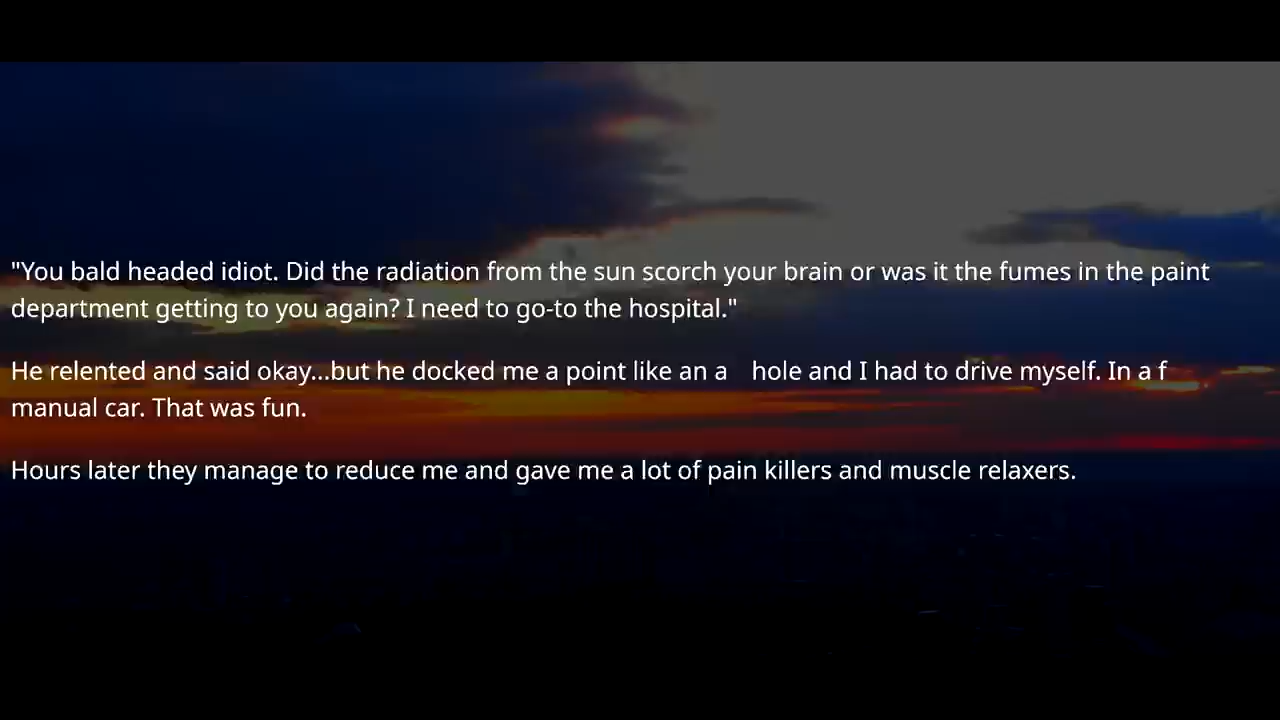 "You bald headed idiot. Did the radiation from the sun scorch your brain or was it the fumes in the paint
department getting to you again? I need to go-to the hospital."
He relented and said okay...but he docked me a point like an a hole and I had to drive myself. In a f
manual car. That was fun.
Hours later they manage to reduce me and gave me a lot of pain killers and muscle relaxers.